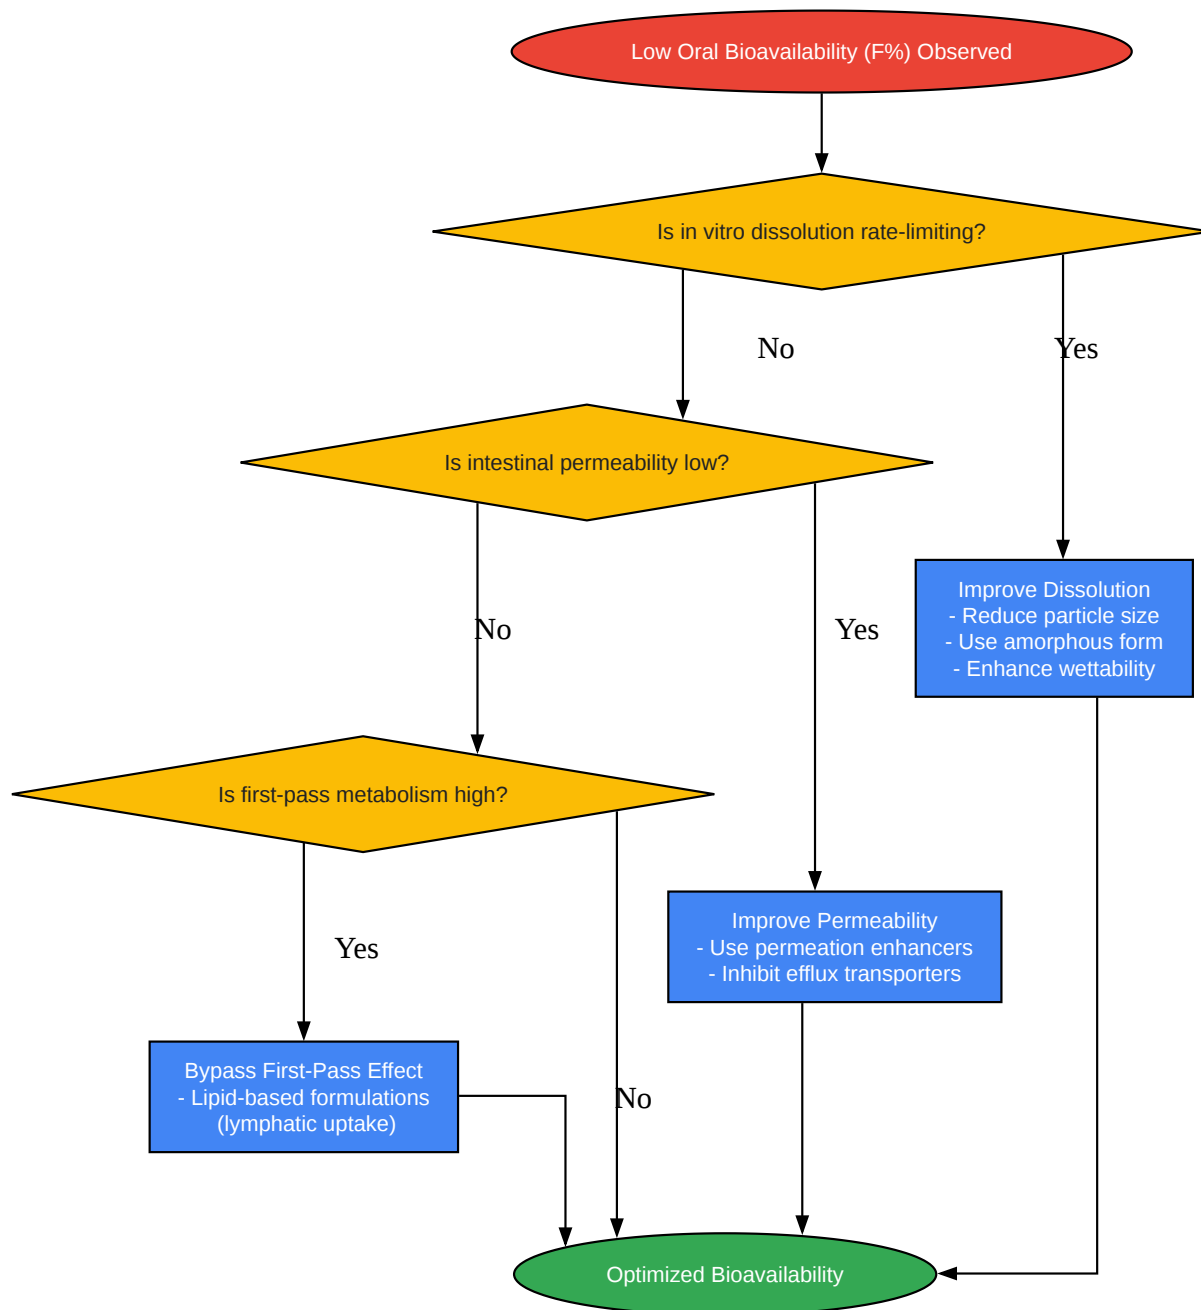 Low Oral Bioavailability (F%) Observed
Is in vitro dissolution rate-limiting?
No
Yes
Is intestinal permeability low?
No
Yes
Improve Dissolution
- Reduce particle size
- Use amorphous form
- Enhance wettability
Is first-pass metabolism high?
Yes
No
Improve Permeability
- Use permeation enhancers
- Inhibit efflux transporters
Bypass First-Pass Effect
- Lipid-based formulations
(lymphatic uptake)
Optimized Bioavailability